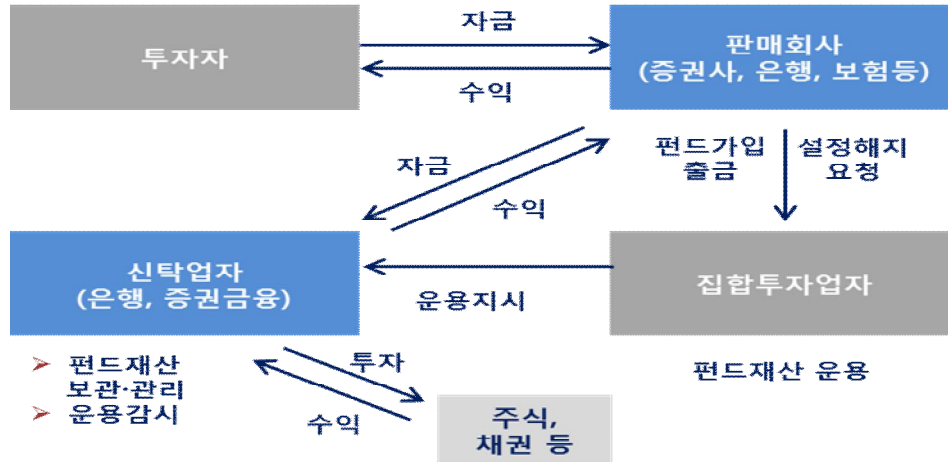 투자자
자금
수익
판매회사
(증권사, 은행, 보험등)
자금
수익
펀드가입
출금
설정해지
요청
신탁업자
(은행, 증권금융)
운용지시
집합투자업자
➢ 펀드재산
보관·관리
➢ 운용감시
투자
수익
주식,
채권 등
펀드재산 운용